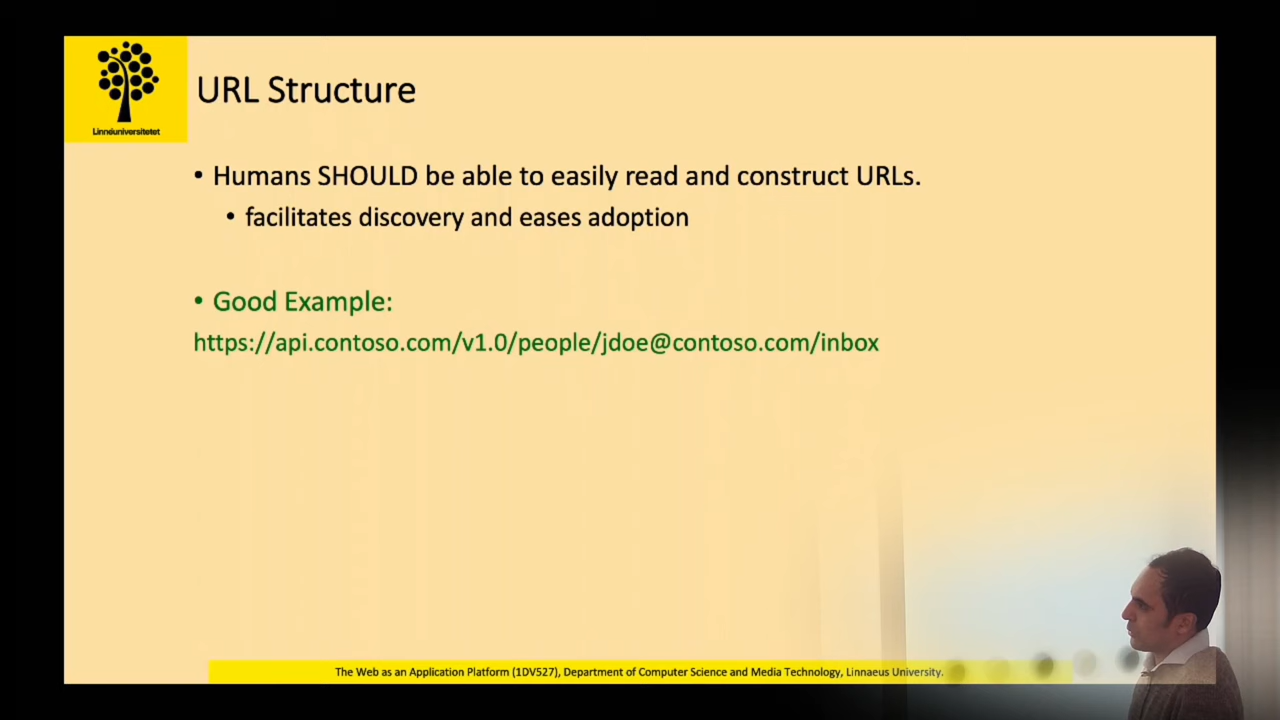 Linnéuniversitetet
URL Structure
• Humans SHOULD be able to easily read and construct URLs.
• facilitates discovery and eases adoption
• Good Example:
https://api.contoso.com/v1.0/people/jdoe@contoso.com/inbox
The Web as an Application Platform (1DV527), Department of Computer Science and Media Technology, Linnaeus University.